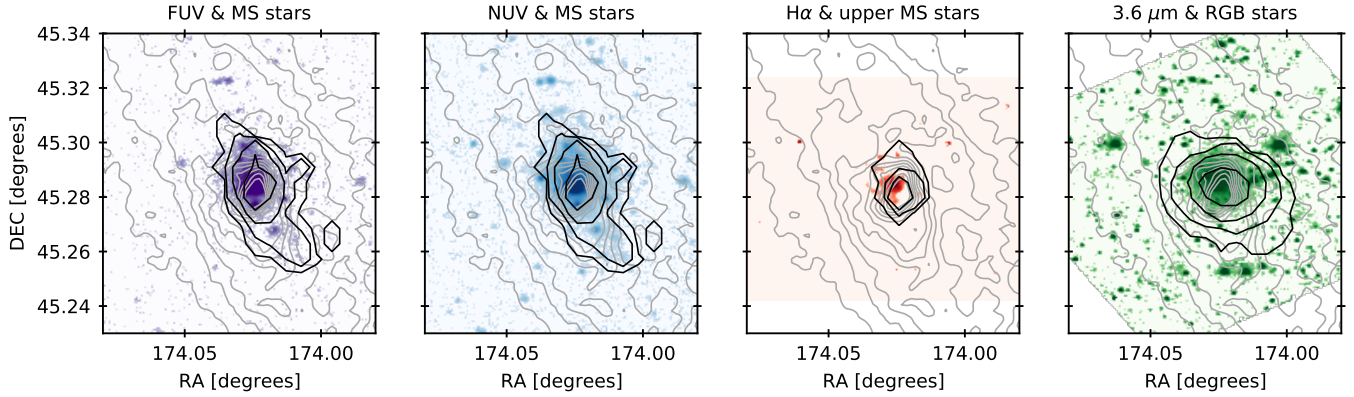 FUV & MS stars
NUV & MS stars
Hα & upper MS stars
3.6 μm & RGB stars
DEC [degrees]
45.34
45.32
45.30
45.28
45.26
45.24
174.05 174.00
174.05 174.00
174.05 174.00
174.05 174.00
RA [degrees]
RA [degrees]
RA [degrees]
RA [degrees]